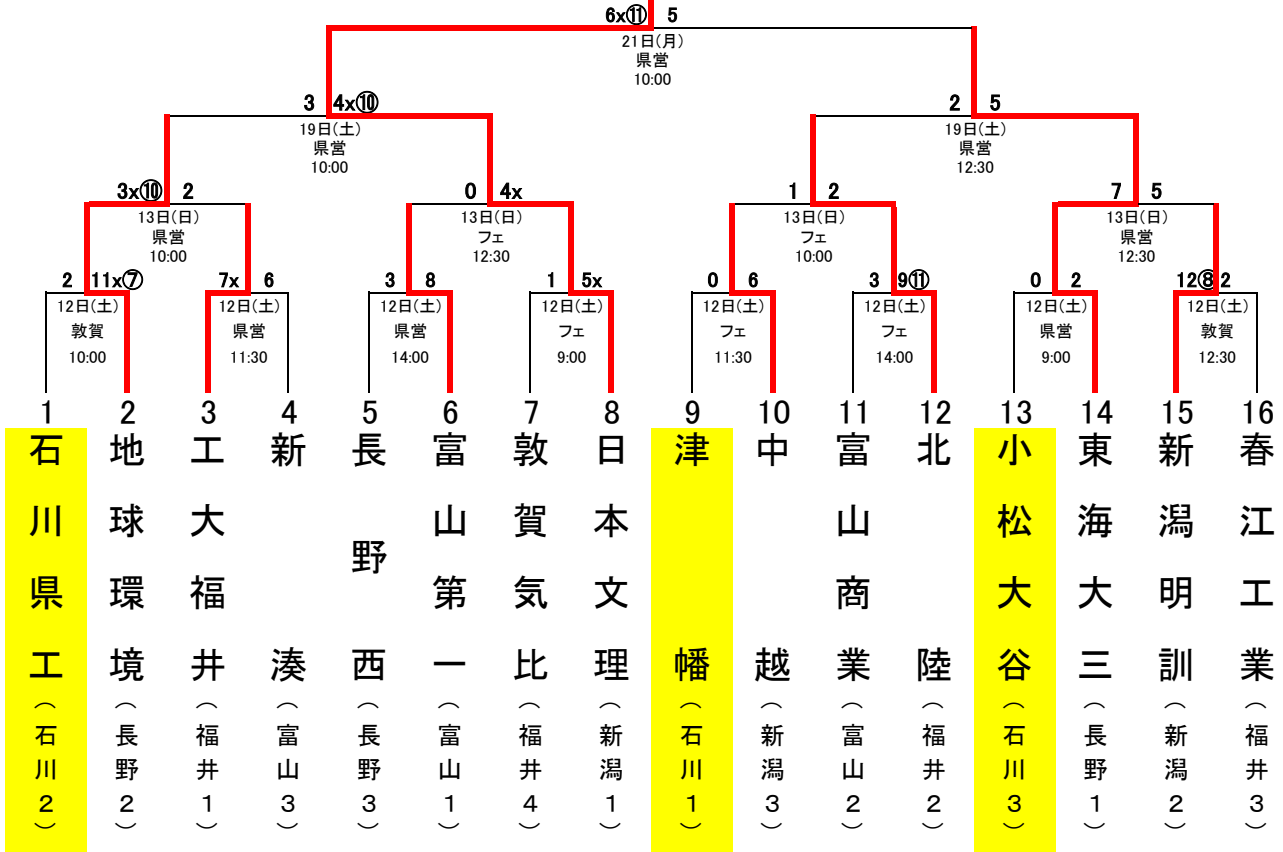 6x⑪ 5
21日(月)
県営
10:00
3 4x⑩
19日(土)
県営
10:00
2 5
19日(土)
県営
12:30
3x⑩ 2
13日(日)
県営
10:00
0 4x
13日(日)
フェ
12:30
1 2
13日(日)
フェ
10:00
7 5
13日(日)
県営
12:30
2 11x⑦
12日(土)
敦賀
10:00
7x 6
12日(土)
県営
11:30
3 8
12日(土)
県営
14:00
1 5x
12日(土)
フェ
9:00
0 6
12日(土)
フェ
11:30
3 9⑪
12日(土)
フェ
14:00
0 2
12日(土)
県営
9:00
12⑧ 2
12日(土)
敦賀
12:30
1 2 3 4 5 6 7 8 9 10 11 12 13 14 15 16
石川県工(石川2)
地球環境(長野2)
工大福井(福井1)
新湊(富山3)
長野西(長野3)
富山第一(富山1)
敦賀気比(福井4)
日本文理(新潟1)
津幡(石川1)
中越(新潟3)
富山商業(富山2)
北陸(福井2)
小松大谷(石川3)
東海大三(長野1)
新潟明訓(新潟2)
春江工業(福井3)